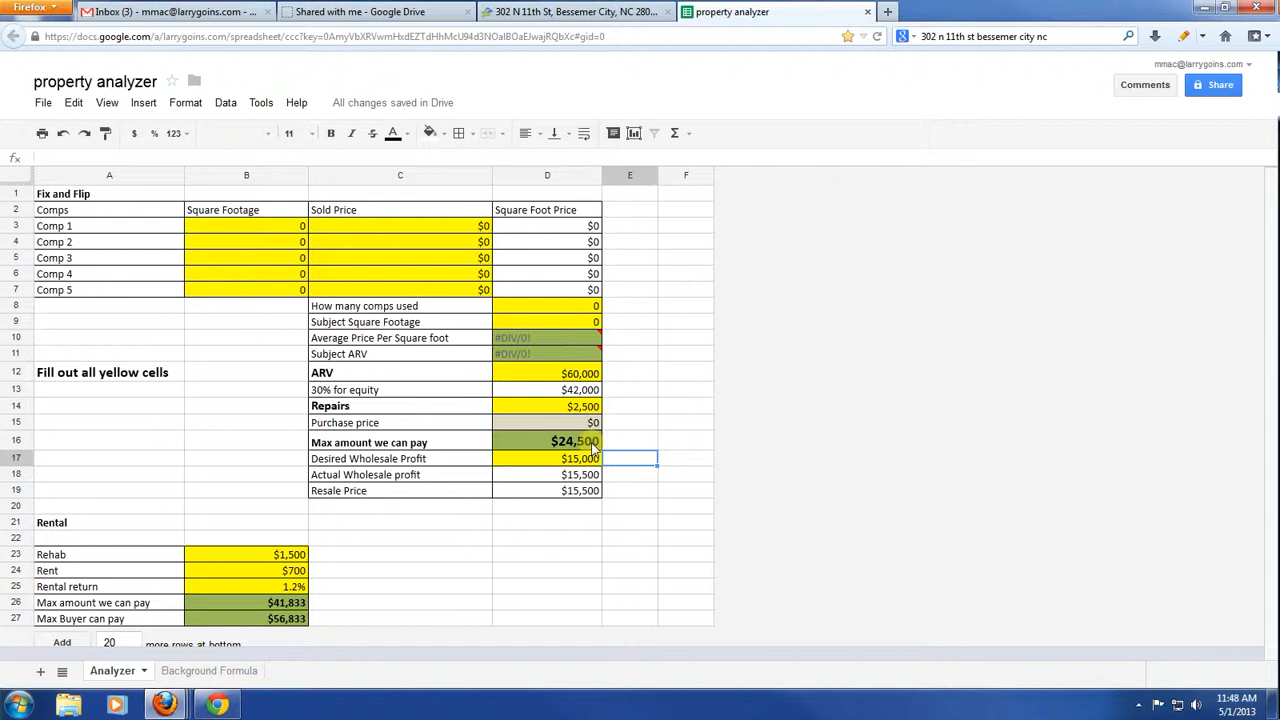 Firefox
Inbox (3) - mmac@larrygoins.com - ...
Shared with me - Google Drive
302 N 11th St, Bessemer City, NC 280...
property analyzer
https://docs.google.com/a/larrygoins.com/spreadsheet/ccc?key=0AmyVbXRVwmHxdEZTdHhMcU94d3NOalBOaEJwajRQbXc#gid=0
302 n 11th st bessemer city nc
mmac@larrygoins.com
property analyzer
Comments
Share
File Edit View Insert Format Data Tools Help All changes saved in Drive
$ % 123 11 B I S A Σ
fx
A B C D E F
1 Fix and Flip
2 Comps Square Footage Sold Price Square Foot Price
3 Comp 1 0 $0 $0
4 Comp 2 0 $0 $0
5 Comp 3 0 $0 $0
6 Comp 4 0 $0 $0
7 Comp 5 0 $0 $0
8 How many comps used 0
9 Subject Square Footage 0
10 Average Price Per Square foot #DIV/0!
11 Subject ARV #DIV/0!
12 Fill out all yellow cells ARV $60,000
13 30% for equity $42,000
14 Repairs $2,500
15 Purchase price $0
16 Max amount we can pay $24,500
17 Desired Wholesale Profit $15,000
18 Actual Wholesale profit $15,500
19 Resale Price $15,500
20
21 Rental
22
23 Rehab $1,500
24 Rent $700
25 Rental return 1.2%
26 Max amount we can pay $41,833
27 Max Buyer can pay $56,833
Add 20 more rows at bottom
Analyzer Background Formula
11:48 AM
5/1/2013